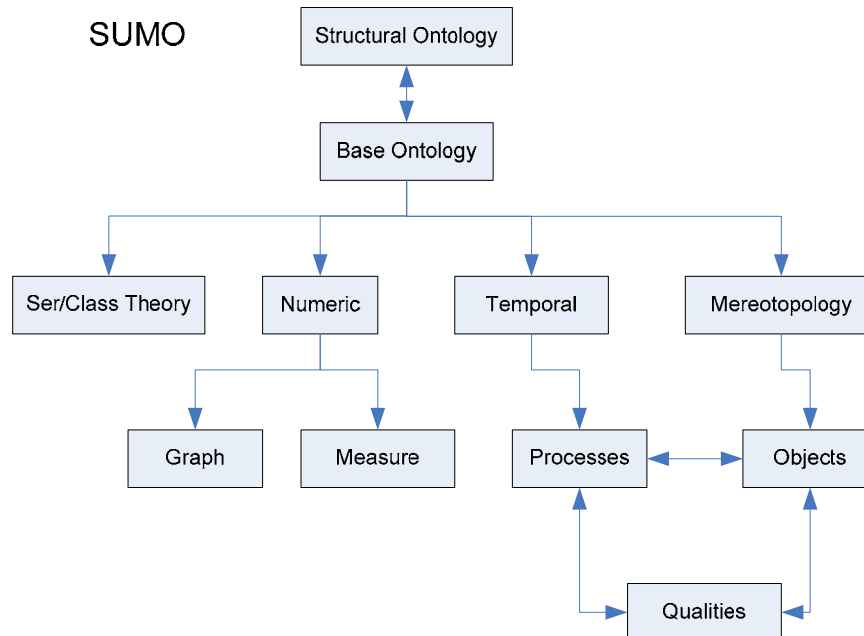 SUMO
Structural Ontology
Base Ontology
Ser/Class Theory
Numeric
Temporal
Mereotopology
Graph
Measure
Processes
Objects
Qualities